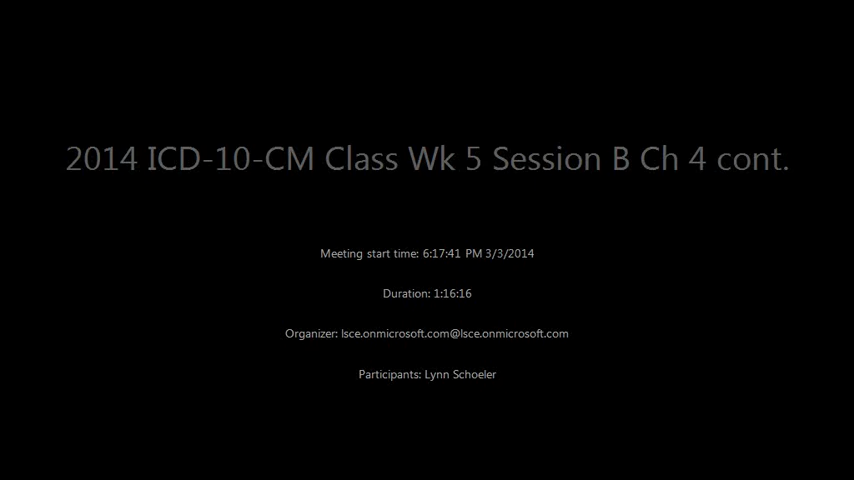 2014 ICD-10-CM Class Wk 5 Session B Ch 4 cont.
Meeting start time: 6:17:41 PM 3/3/2014
Duration: 1:16:16
Organizer: lsce.onmicrosoft.com@lsce.onmicrosoft.com
Participants: Lynn Schoeler